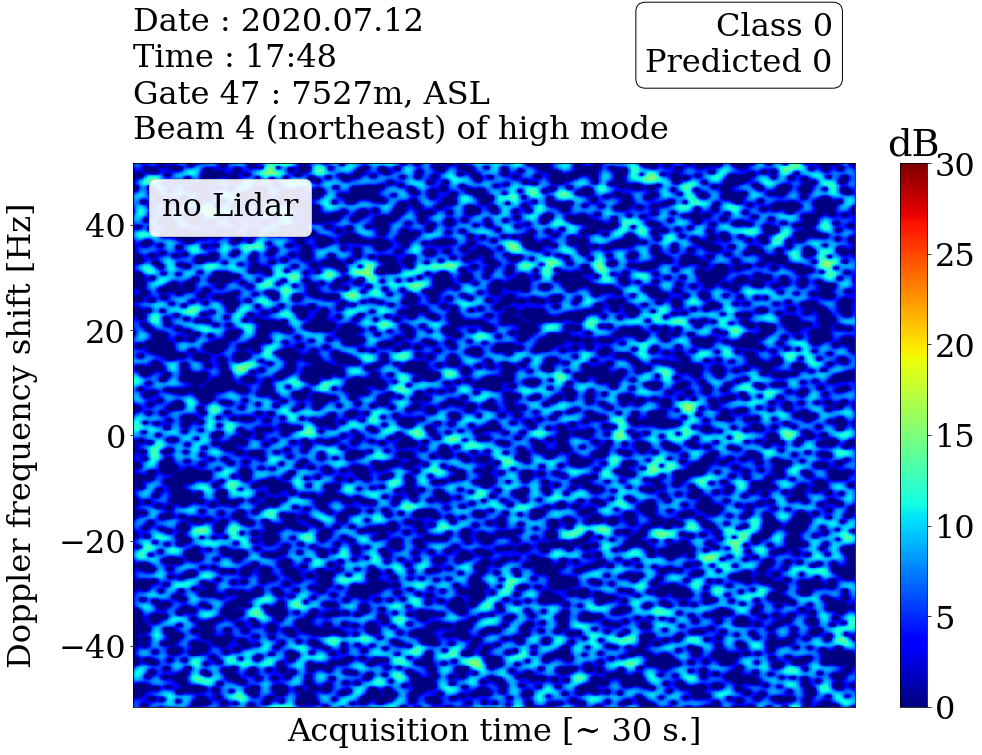 Date : 2020.07.12
Time : 17:48
Gate 47 : 7527m, ASL
Beam 4 (northeast) of high mode
Class 0
Predicted 0
dB
no Lidar
Doppler frequency shift [Hz]
40
20
0
−20
−40
30
25
20
15
10
5
0
Acquisition time [~ 30 s.]